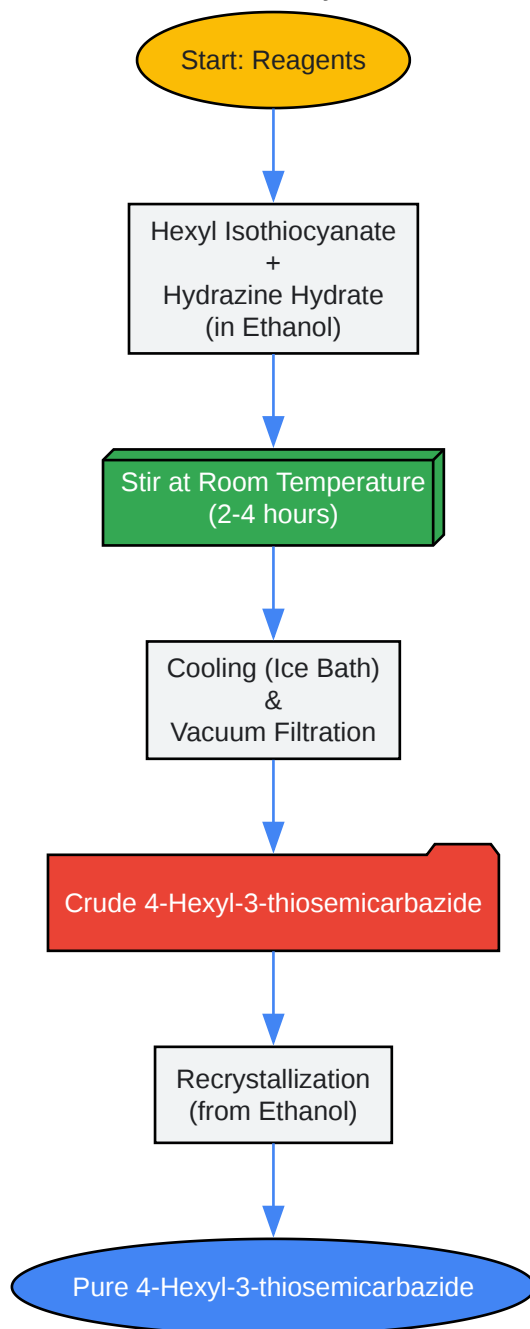 Start: Reagents
Hexyl Isothiocyanate
+
Hydrazine Hydrate
(in Ethanol)
Stir at Room Temperature
(2-4 hours)
Cooling (Ice Bath)
&
Vacuum Filtration
Crude 4-Hexyl-3-thiosemicarbazide
Recrystallization
(from Ethanol)
Pure 4-Hexyl-3-thiosemicarbazide